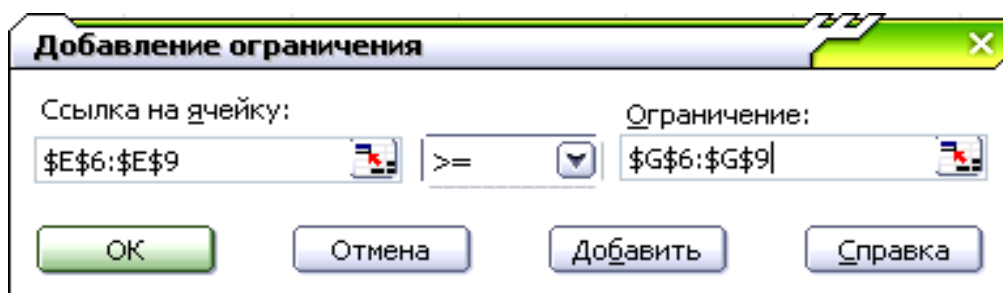 Добавление ограничения
Ссылка на ячейку:
Ограничение:
$E$6:$E$9 >= $G$6:$G$9
ОК Отмена Добавить Справка